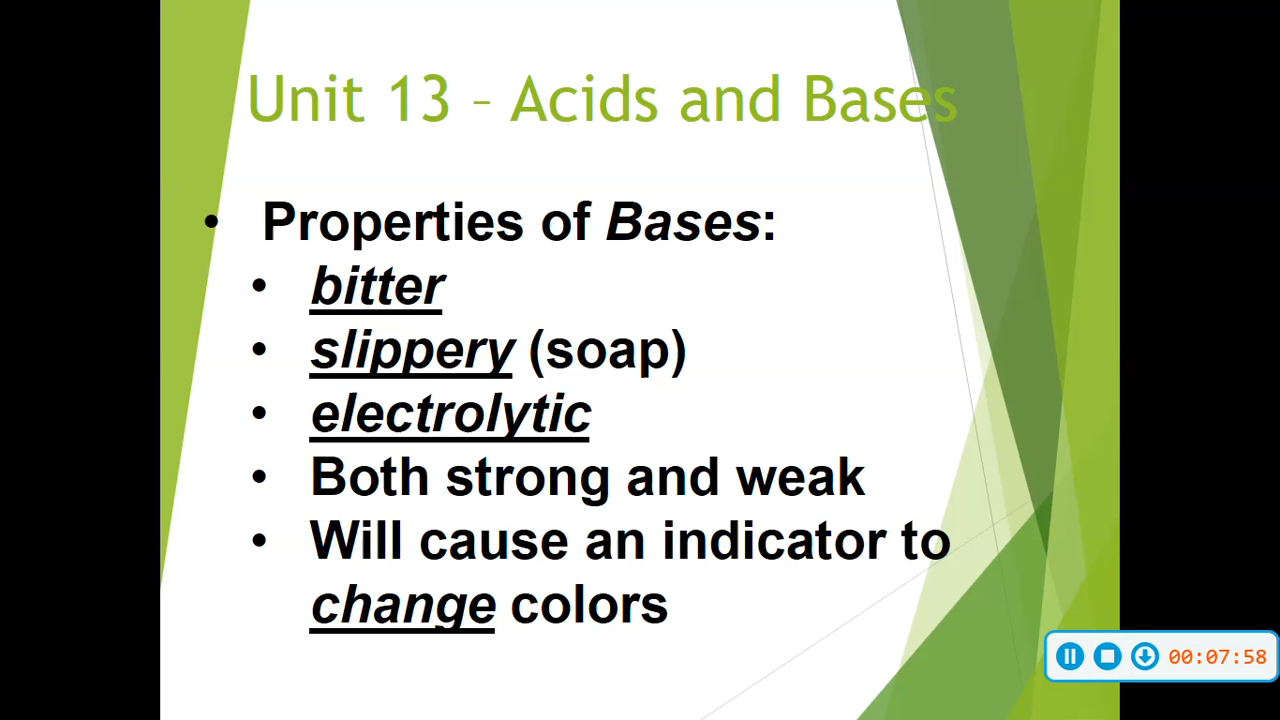 Unit 13 – Acids and Bases
• Properties of Bases:
• bitter
• slippery (soap)
• electrolytic
• Both strong and weak
• Will cause an indicator to
change colors
00:07:58